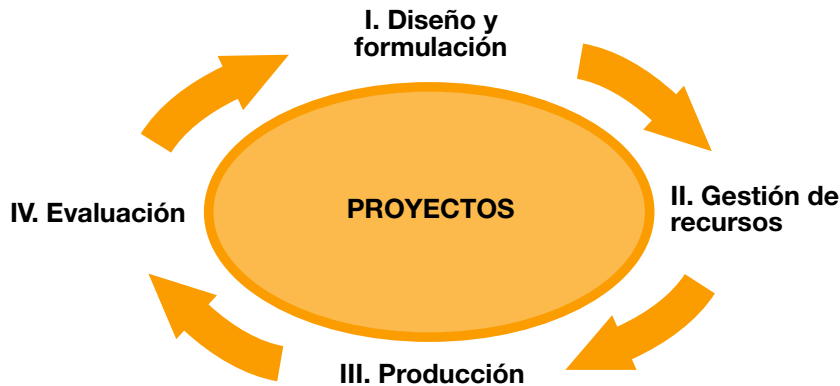 I. Diseño y
formulación
II. Gestión de
recursos
IV. Evaluación
PROYECTOS
III. Producción